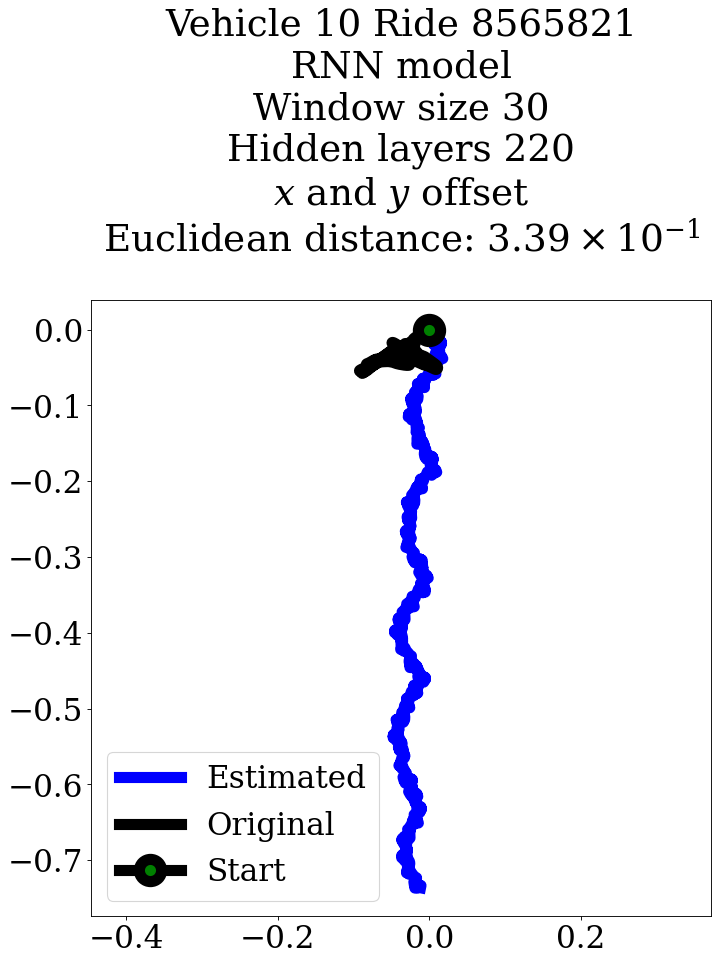 Vehicle 10 Ride 8565821
RNN model
Window size 30
Hidden layers 220
x and y offset
Euclidean distance: 3.39 × 10⁻¹
0.0
−0.1
−0.2
−0.3
−0.4
−0.5
−0.6
−0.7
Estimated
Original
Start
−0.4 −0.2 0.0 0.2